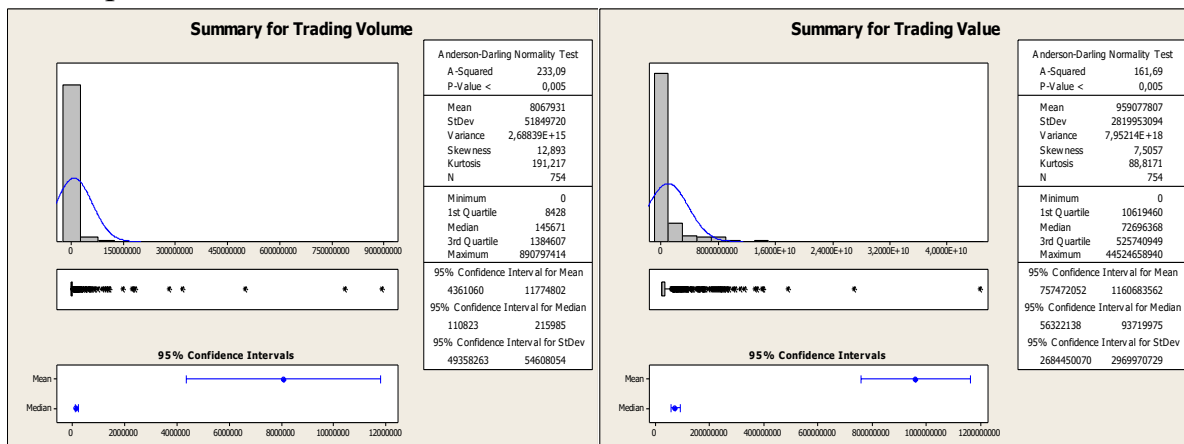 Summary for Trading Volume
Anderson-Darling Normality Test
A-Squared 233,09
P-Value < 0,005
Mean 8067931
StDev 51849720
Variance 2,68839E+15
Skewness 12,893
Kurtosis 191,217
N 754
Minimum 0
1st Quartile 8428
Median 145671
3rd Quartile 1384607
Maximum 890797414
95% Confidence Interval for Mean
4361060 11774802
95% Confidence Interval for Median
110823 215985
95% Confidence Interval for StDev
49358263 54608054
0 150000000 300000000 450000000 600000000 750000000 900000000
95% Confidence Intervals
Mean
Median
0 2000000 4000000 6000000 8000000 10000000 12000000
Summary for Trading Value
Anderson-Darling Normality Test
A-Squared 161,69
P-Value < 0,005
Mean 959077807
StDev 2819953094
Variance 7,95214E+18
Skewness 7,5057
Kurtosis 88,8171
N 754
Minimum 0
1st Quartile 10619460
Median 72696368
3rd Quartile 525740949
Maximum 44524658940
95% Confidence Interval for Mean
757472052 1160683562
95% Confidence Interval for Median
56322138 93719975
95% Confidence Interval for StDev
2684450070 2969970729
0 8000000000 1,6000E+10 2,4000E+10 3,2000E+10 4,0000E+10
95% Confidence Intervals
Mean
Median
0 200000000 400000000 600000000 800000000 1000000000 1200000000